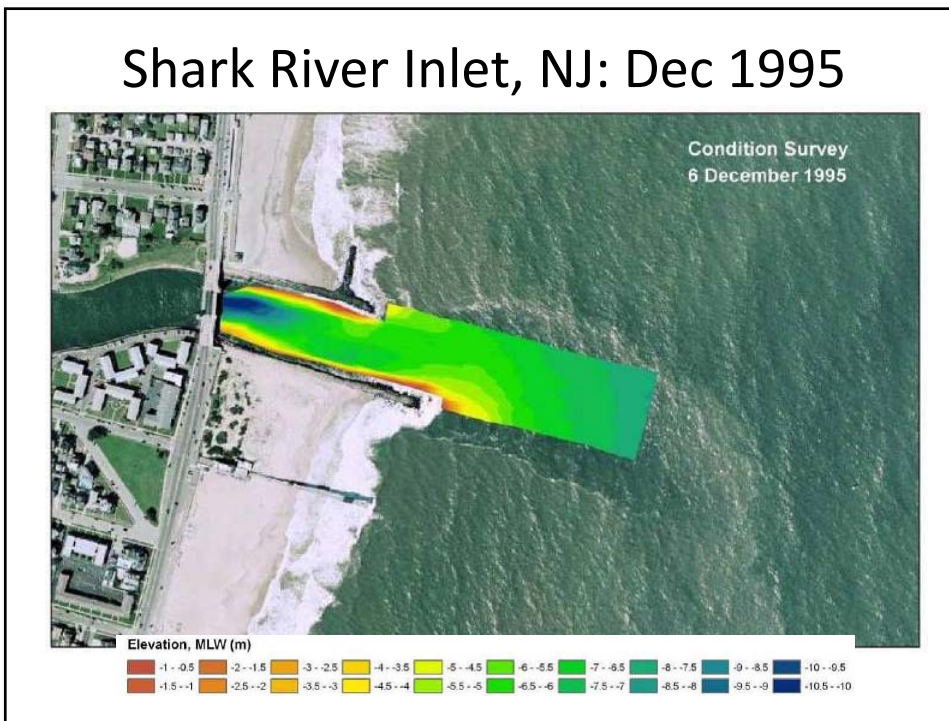 Shark River Inlet, NJ: Dec 1995
Condition Survey
6 December 1995
Elevation, MLW (m)
-1 - -0.5 -2 - -1.5 -3 - -2.5 -4 - -3.5 -5 - -4.5 -6 - -5.5 -7 - -6.5 -8 - -7.5 -9 - -8.5 -10 - -9.5
-1.5 - -1 -2.5 - -2 -3.5 - -3 -4.5 - -4 -5.5 - -5 -6.5 - -6 -7.5 - -7 -8.5 - -8 -9.5 - -9 -10.5 - -10